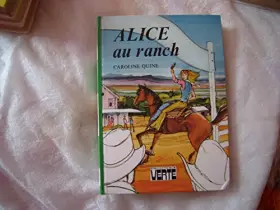 ALICE
au ranch
CAROLINE QUINE
VERTE